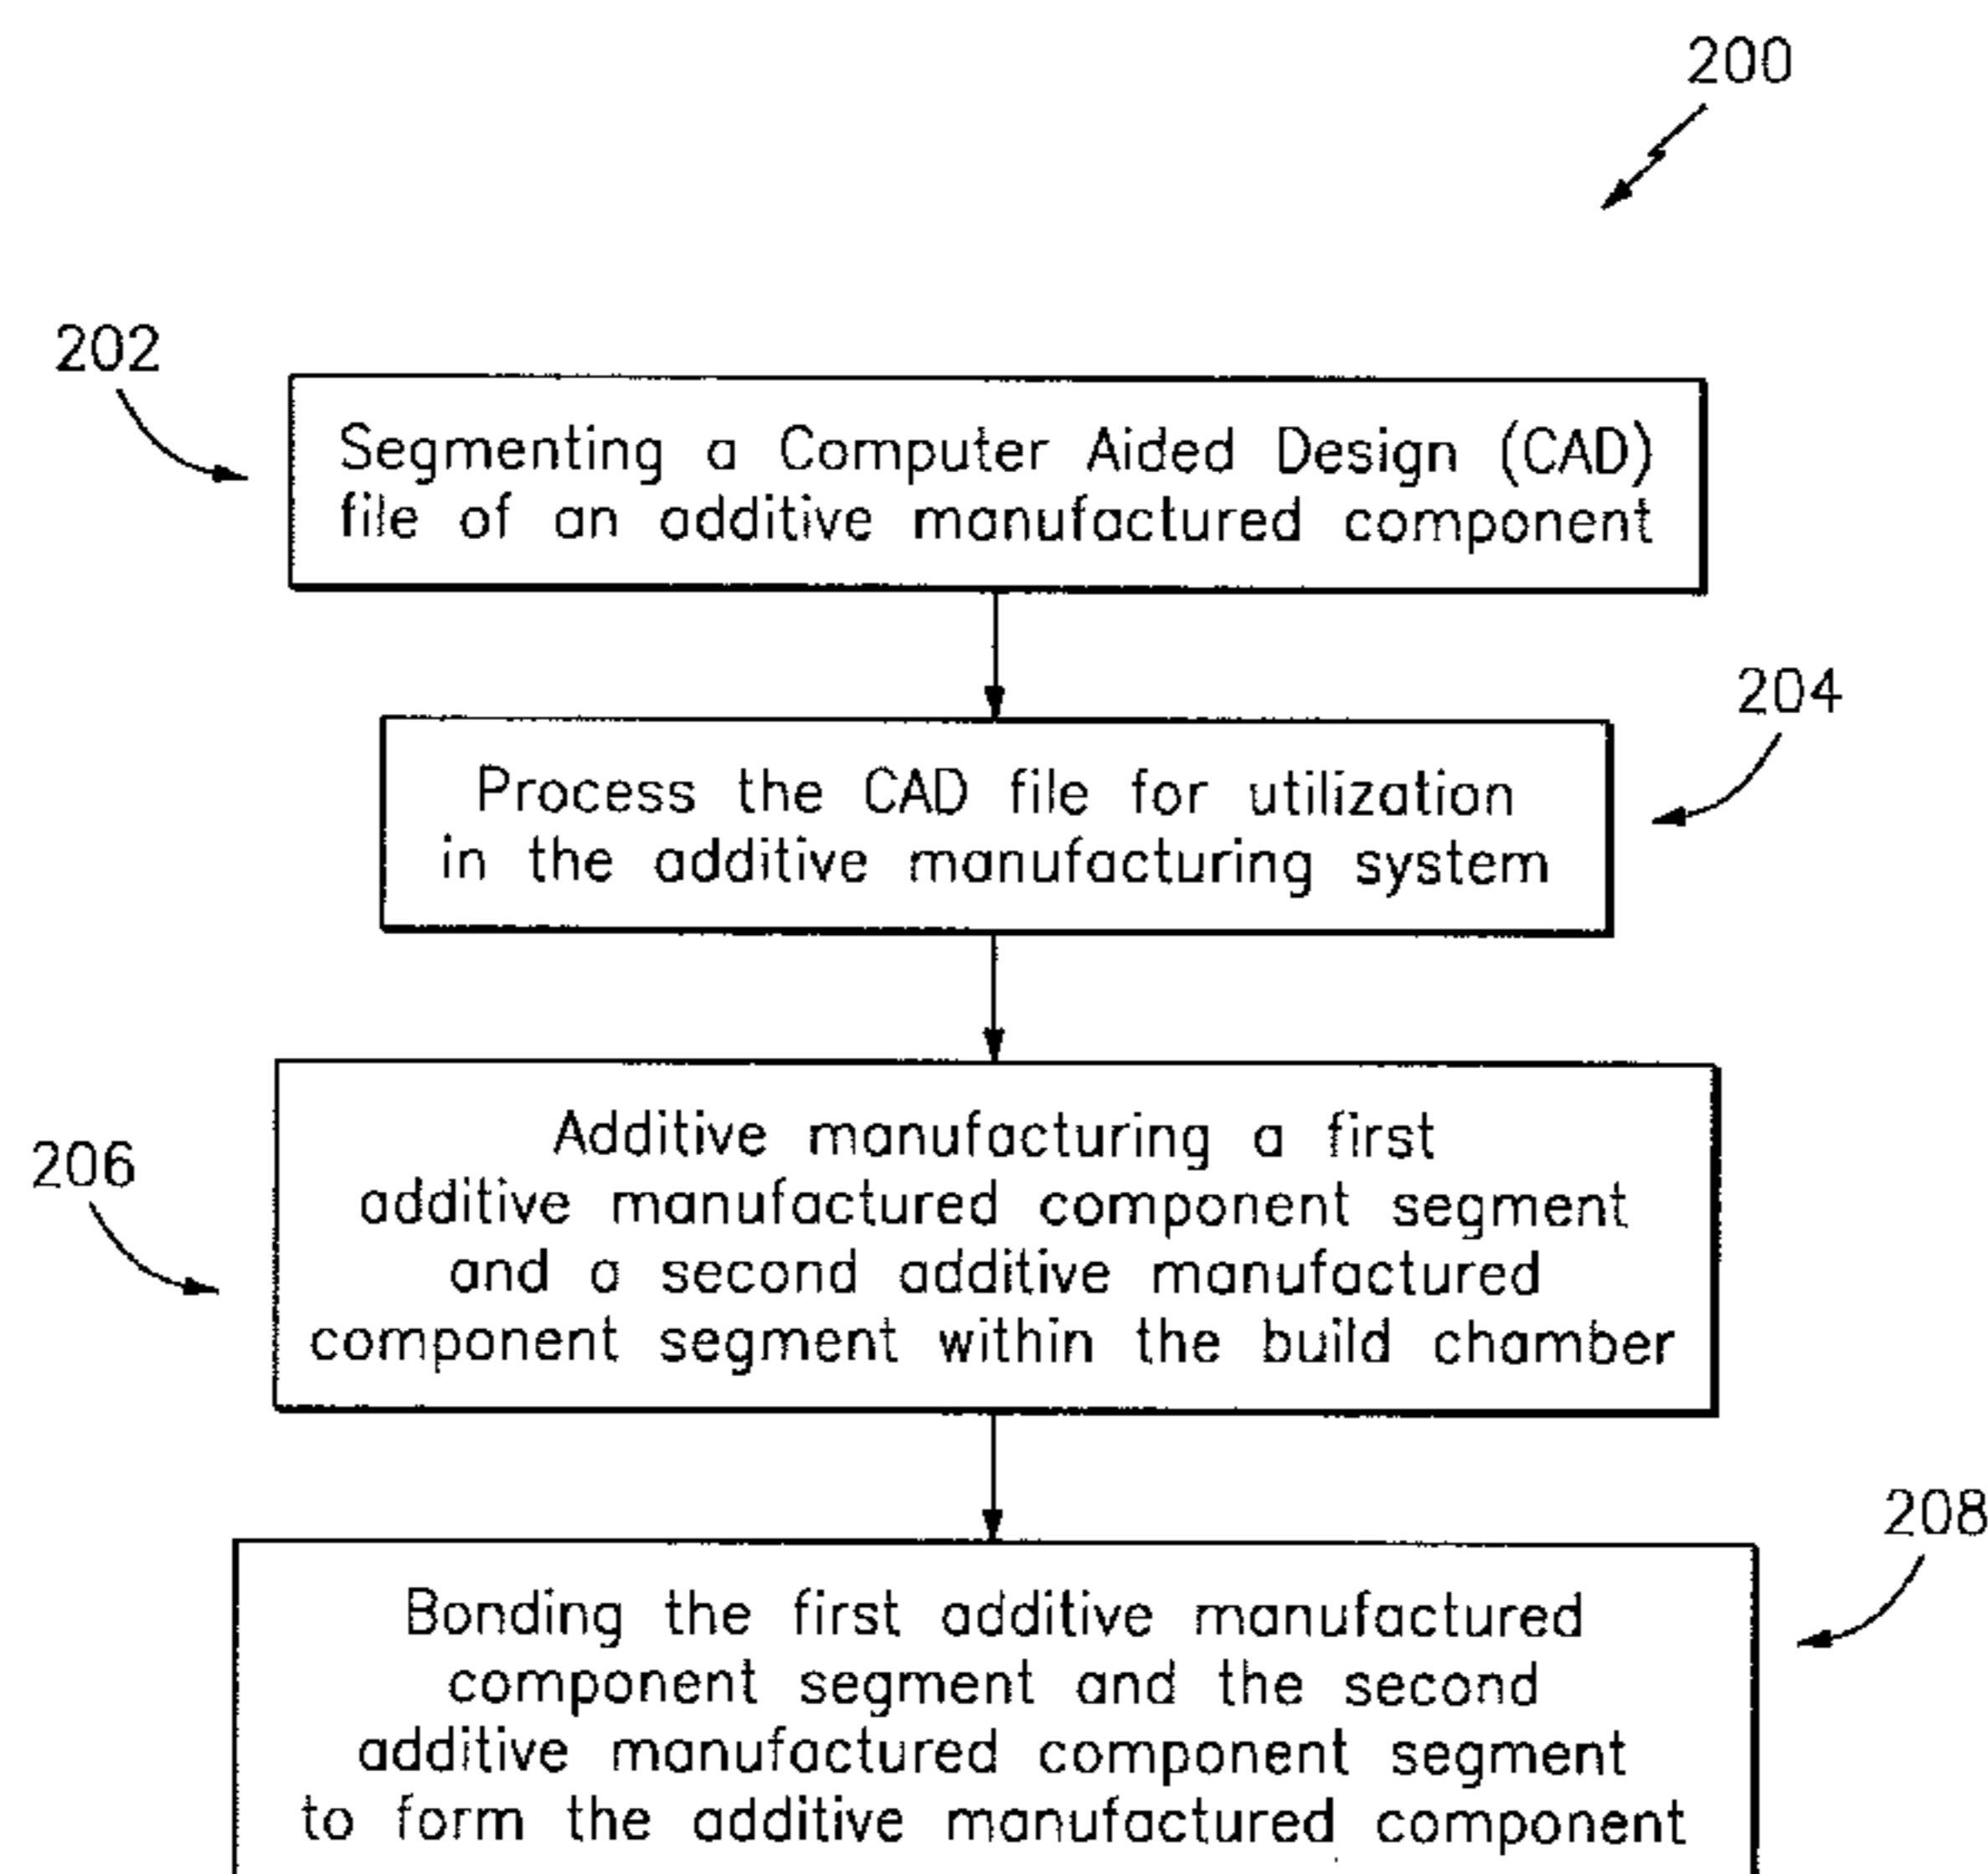 200
202
Segmenting a Computer Aided Design (CAD)
file of an additive manufactured component
204
Process the CAD file for utilization
in the additive manufacturing system
206
Additive manufacturing a first
additive manufactured component segment
and a second additive manufactured
component segment within the build chamber
208
Bonding the first additive manufactured
component segment and the second
additive manufactured component segment
to form the additive manufactured component